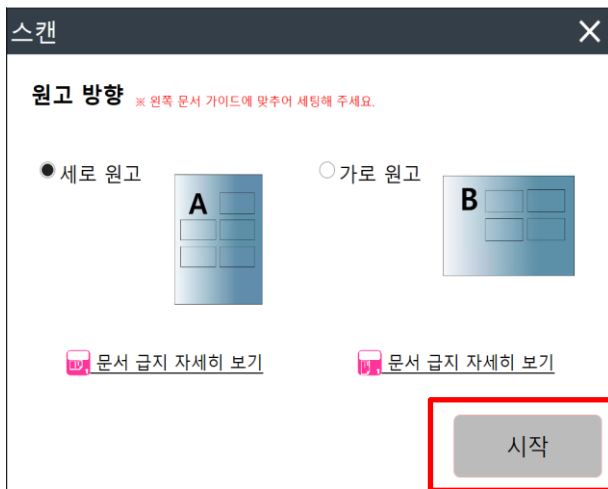 스캔
원고 방향 ※ 왼쪽 문서 가이드에 맞추어 세팅해 주세요.
세로 원고
가로 원고
A
B
문서 급지 자세히 보기
문서 급지 자세히 보기
시작